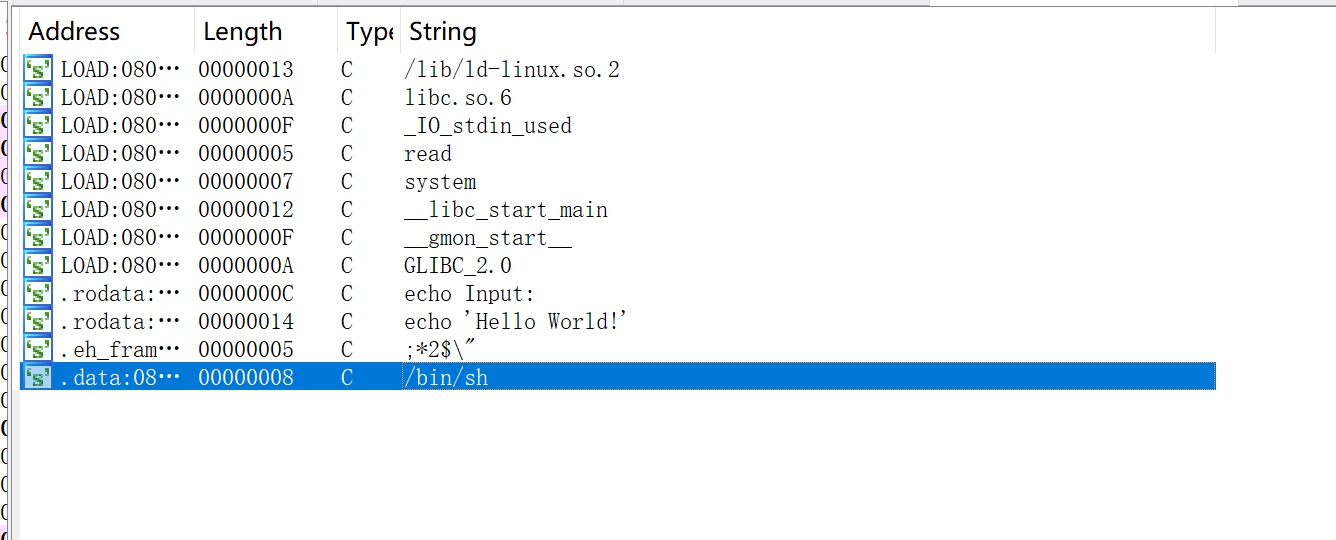 Address Length Type String
's' LOAD:080… 00000013 C /lib/ld-linux.so.2
's' LOAD:080… 0000000A C libc.so.6
's' LOAD:080… 0000000F C _IO_stdin_used
's' LOAD:080… 00000005 C read
's' LOAD:080… 00000007 C system
's' LOAD:080… 00000012 C __libc_start_main
's' LOAD:080… 0000000F C __gmon_start__
's' LOAD:080… 0000000A C GLIBC_2.0
's' .rodata:… 0000000C C echo Input:
's' .rodata:… 00000014 C echo 'Hello World!'
's' .eh_fram… 00000005 C ;*2$\"
's' .data:08… 00000008 C /bin/sh